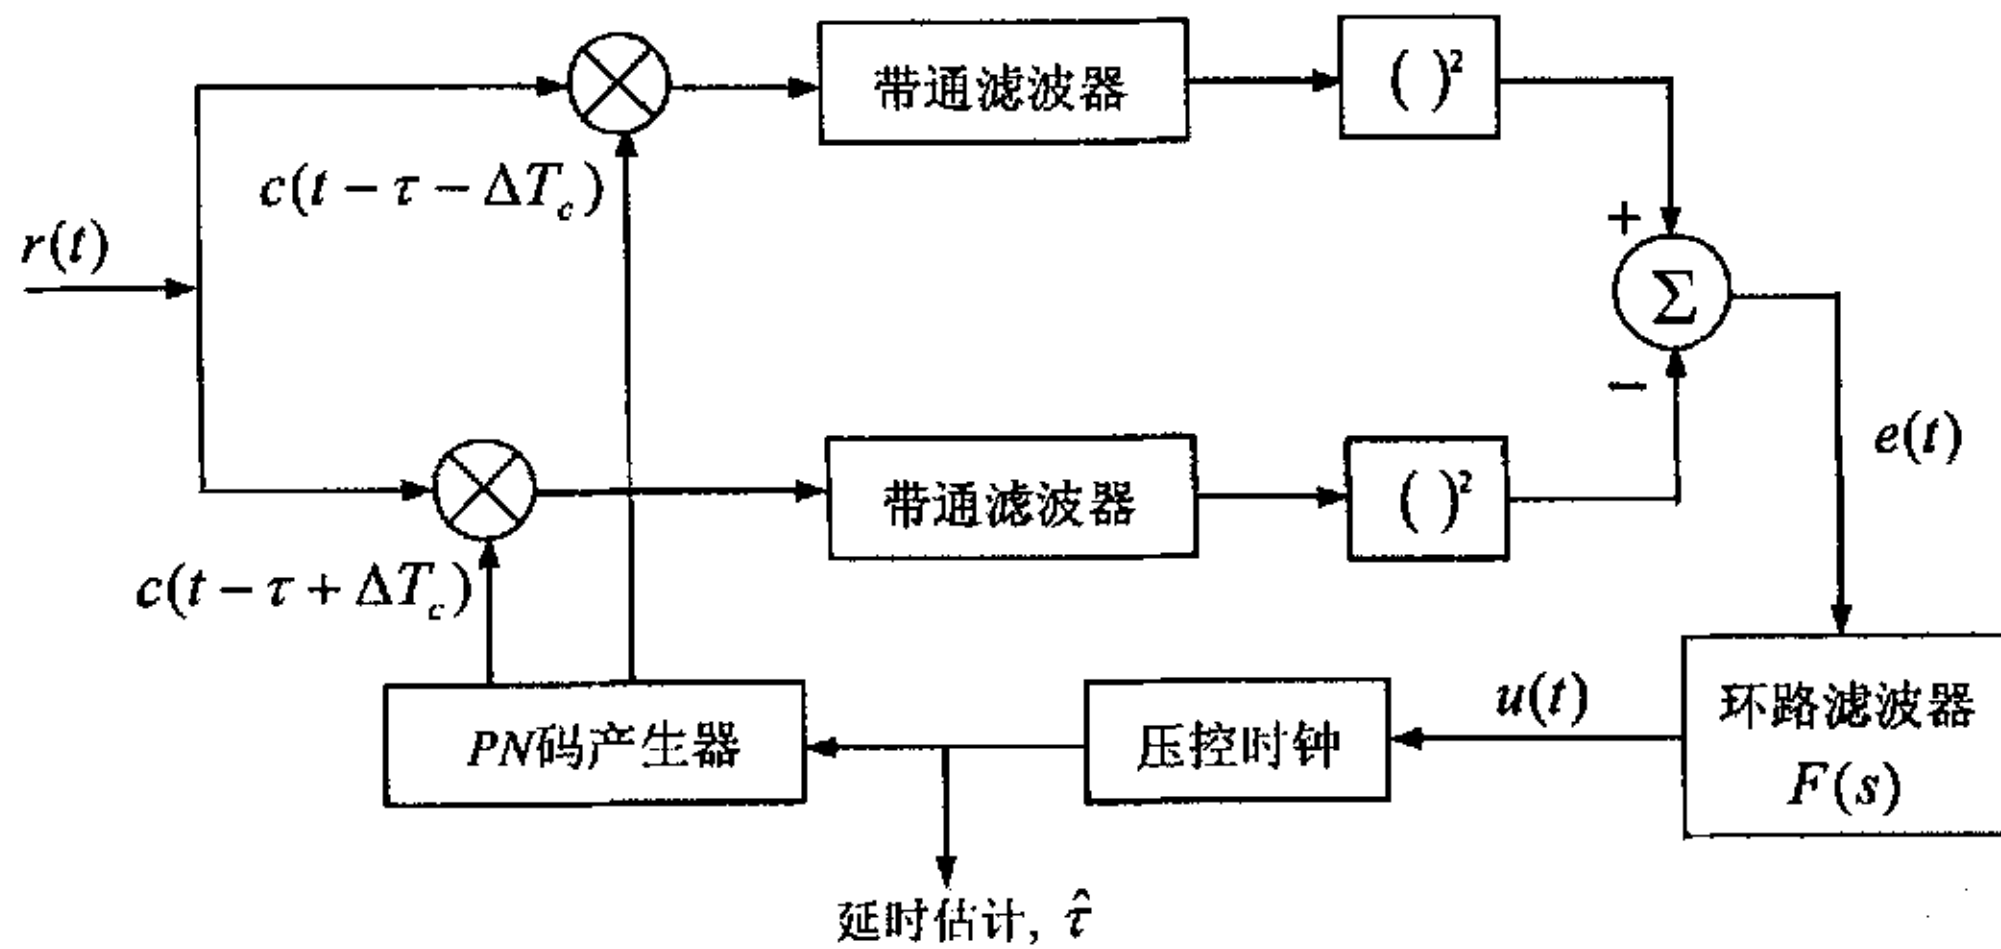 带通滤波器
( )²
c(t − τ − ΔT_c)
r(t)
+
Σ
−
e(t)
带通滤波器
( )²
c(t − τ + ΔT_c)
PN码产生器
压控时钟
u(t)
环路滤波器
F(s)
延时估计, τ̂